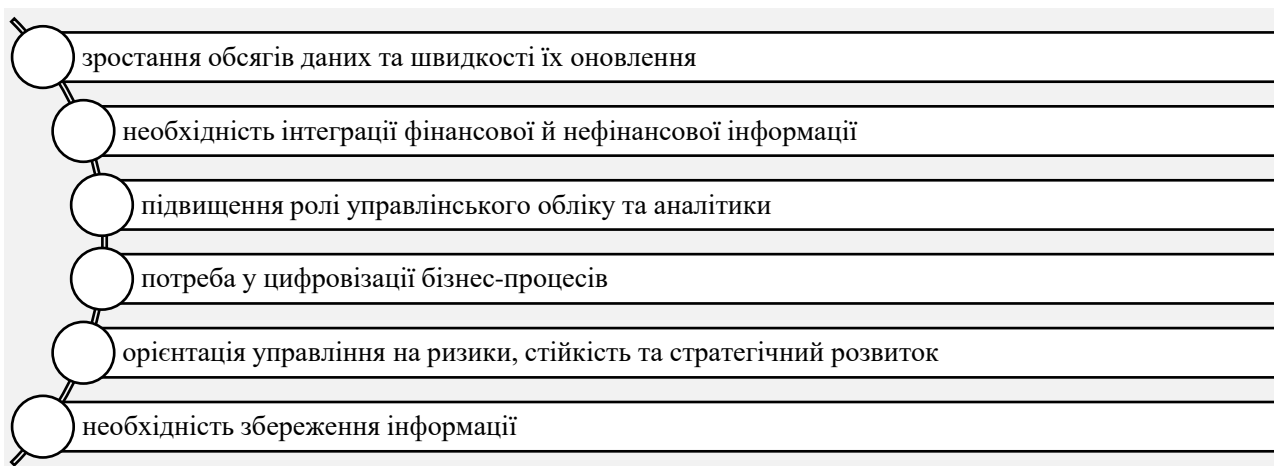 зростання обсягів даних та швидкості їх оновлення
необхідність інтеграції фінансової й нефінансової інформації
підвищення ролі управлінського обліку та аналітики
потреба у цифровізації бізнес-процесів
орієнтація управління на ризики, стійкість та стратегічний розвиток
необхідність збереження інформації